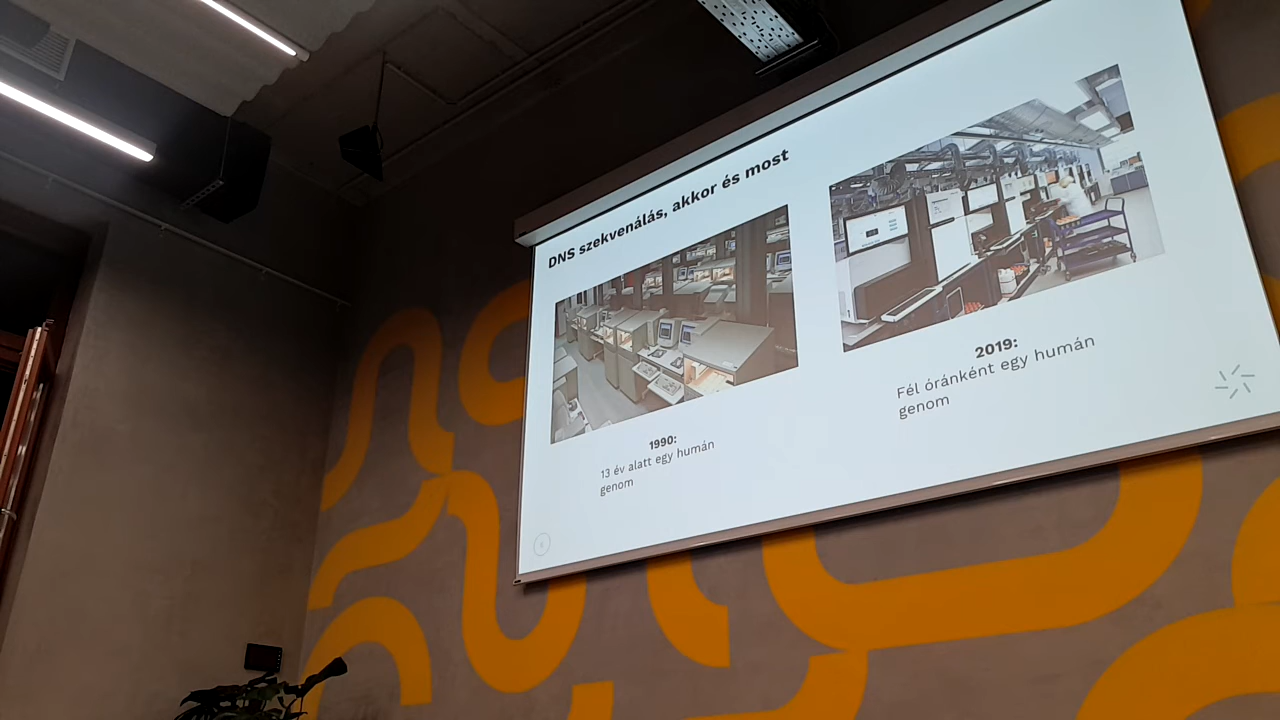 DNS szekvenálás, akkor és most
1990:
13 év alatt egy humán
genom
2019:
Fél óránként egy humán
genom